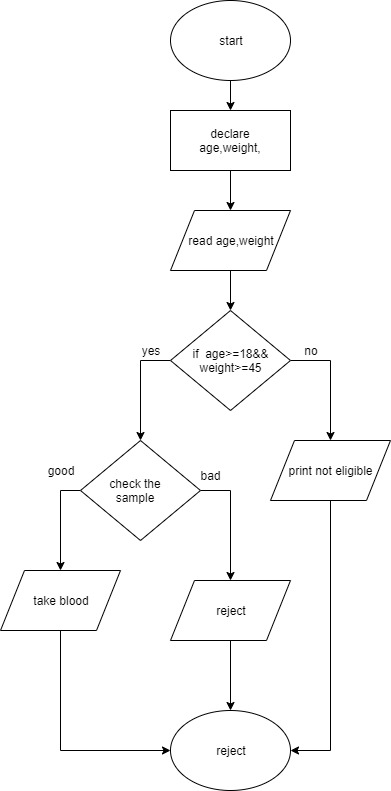 start
declare
age,weight,
read age,weight
if age>=18&&
weight>=45
yes
no
check the
sample
good
bad
print not eligible
take blood
reject
reject